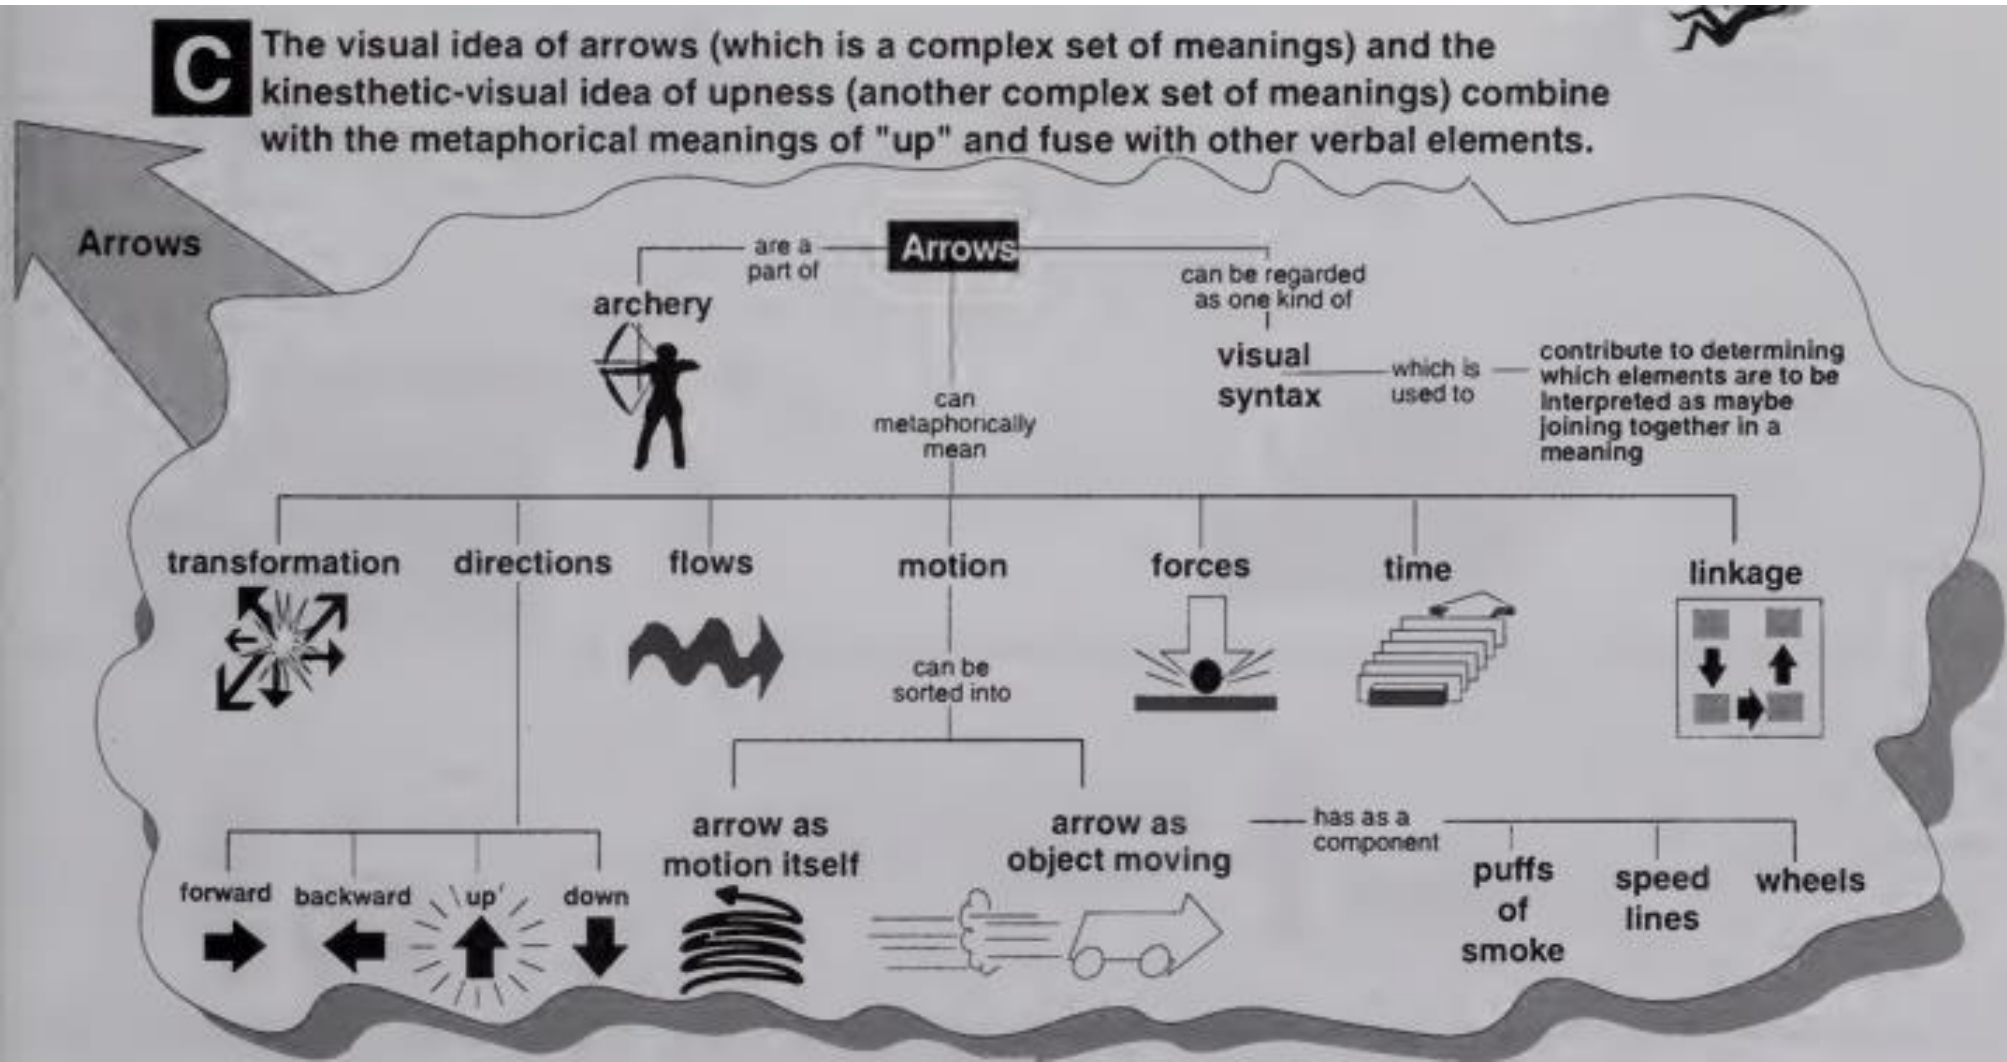 C
The visual idea of arrows (which is a complex set of meanings) and the
kinesthetic-visual idea of upness (another complex set of meanings) combine
with the metaphorical meanings of "up" and fuse with other verbal elements.
Arrows
Arrows
are a
part of
archery
can be regarded
as one kind of
visual
syntax
which is
used to
contribute to determining
which elements are to be
Interpreted as maybe
joining together in a
meaning
can
metaphorically
mean
transformation
directions
flows
motion
forces
time
linkage
can be
sorted into
forward
backward
up
down
arrow as
motion itself
arrow as
object moving
has as a
component
puffs
of
smoke
speed
lines
wheels